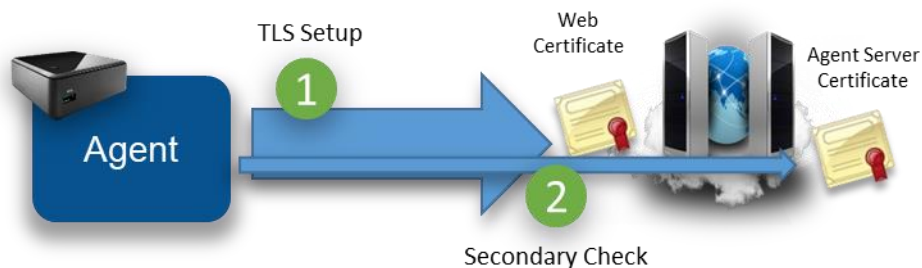 TLS Setup
1
Web
Certificate
Agent Server
Certificate
Agent
2
Secondary Check